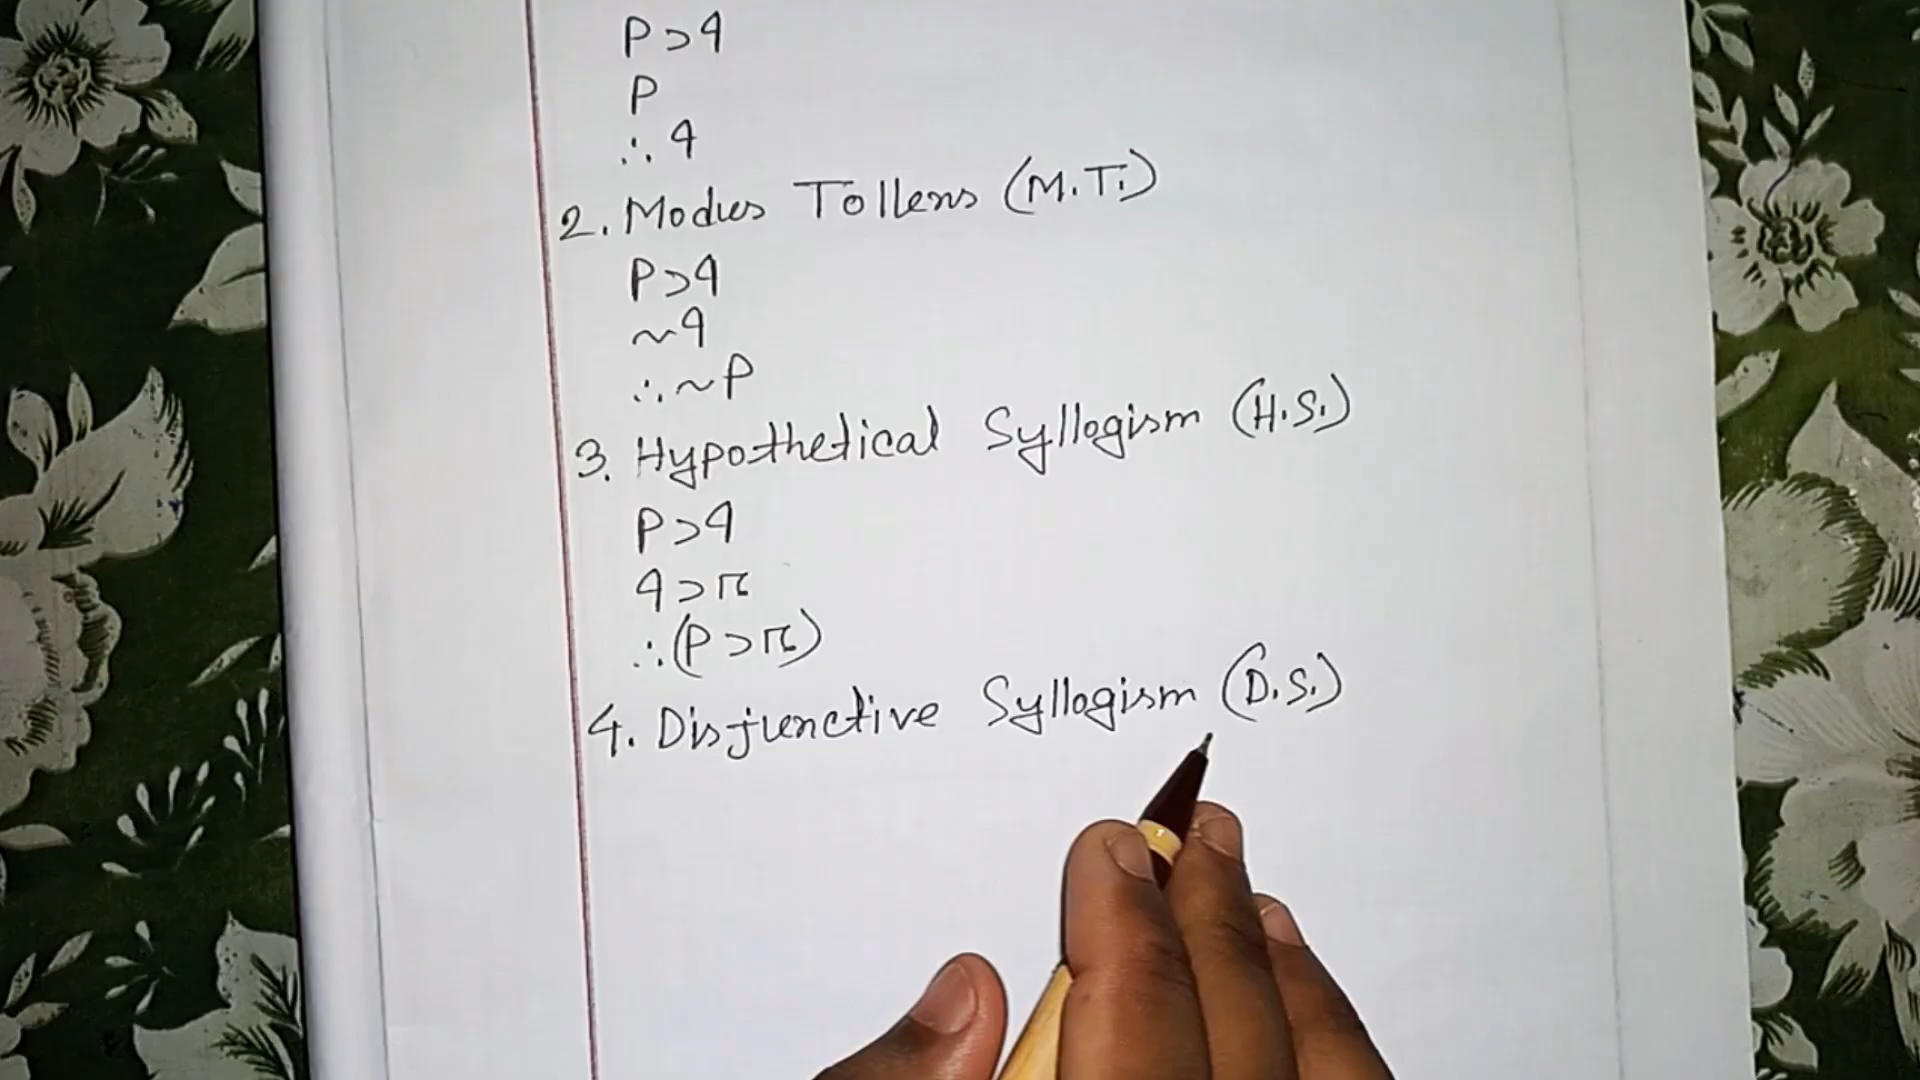 P⊃q
P
∴ q
2. Modus Tollens (M.T.)
P⊃q
~q
∴ ~P
3. Hypothetical Syllogism (H.S.)
P⊃q
q⊃r
∴ (P⊃r)
4. Disjunctive Syllogism (D.S.)